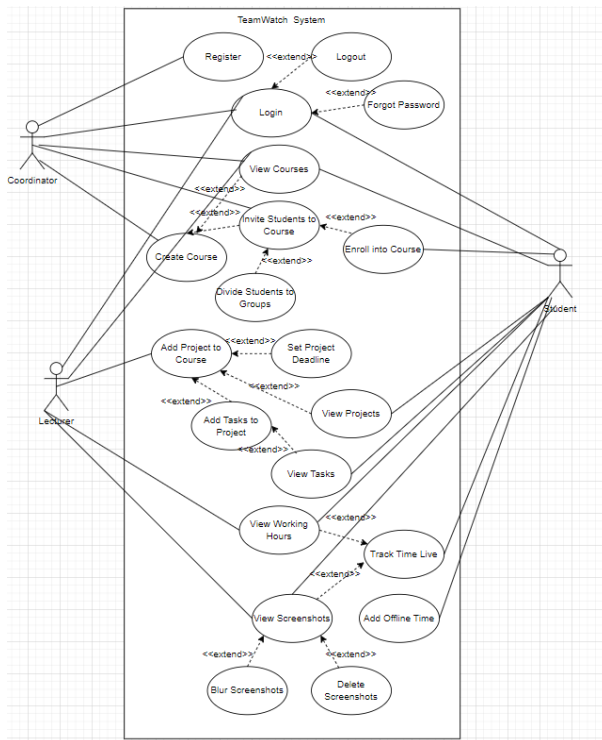 TeamWatch System
Register
<<extend>>
Logout
<<extend>>
Login
Forgot Password
Coordinator
View Courses
<<extend>>
<<extend>>
Invite Students to
Course
Create Course
Enroll into Course
<<extend>>
Divide Students to
Groups
Student
Add Project to
Course
Set Project
Deadline
<<extend>>
Lecturer
<<extend>>
View Projects
Add Tasks to
Project
<<extend>>
View Tasks
<<extend>>
View Working
Hours
Track Time Live
<<extend>>
View Screenshots
Add Offline Time
<<extend>>
<<extend>>
Blur Screenshots
Delete
Screenshots